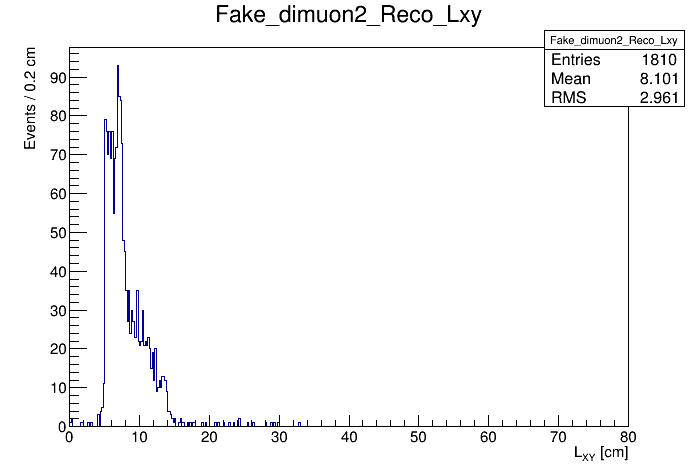 Fake_dimuon2_Reco_Lxy
Fake_dimuon2_Reco_Lxy
Entries 1810
Mean 8.101
RMS 2.961
Events / 0.2 cm
90
80
70
60
50
40
30
20
10
0
0 10 20 30 40 50 60 70 80
L_XY [cm]